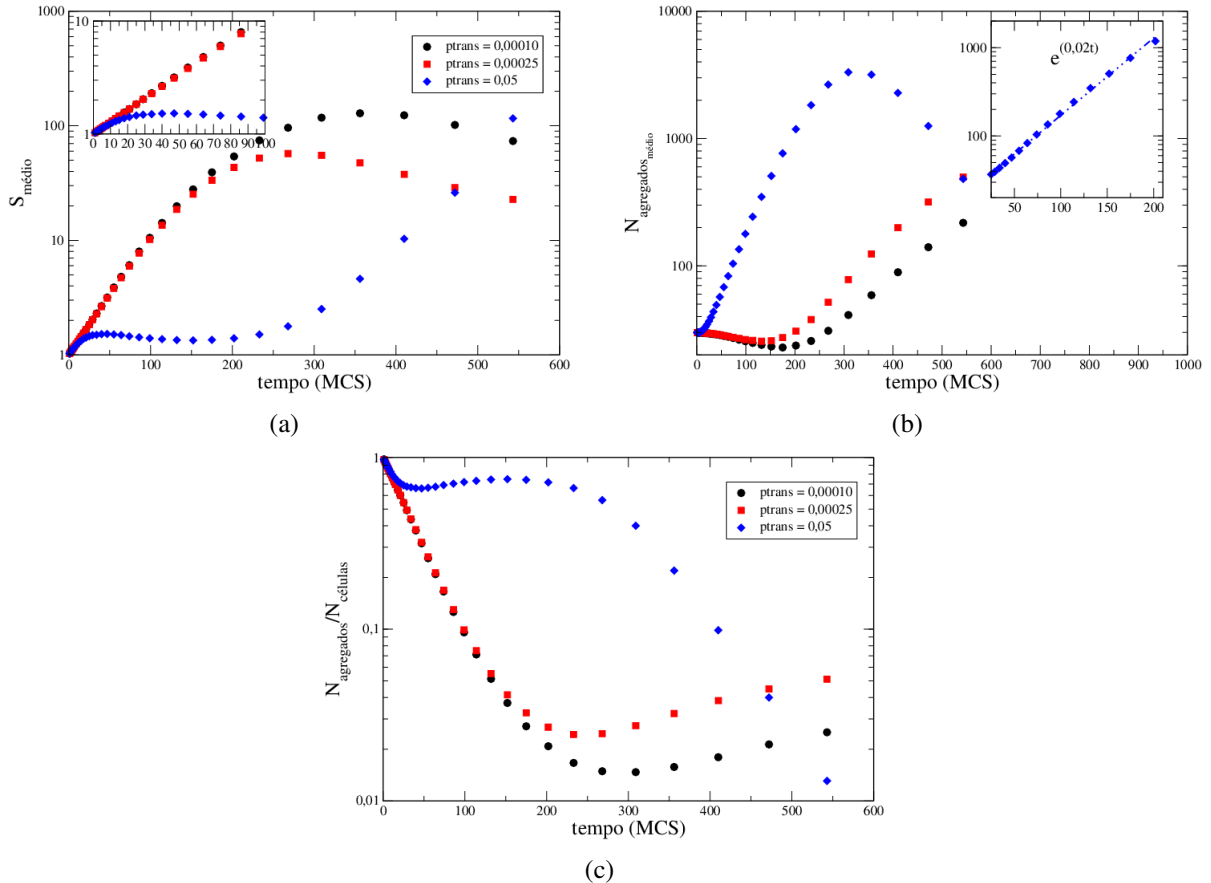 1000
100
10
1
S_médio
0 100 200 300 400 500 600
tempo (MCS)
10
1
0 10 20 30 40 50 60 70 80 90 100
ptrans = 0,00010
ptrans = 0,00025
ptrans = 0,05
(a)
10000
1000
100
N_agregados_médio
0 100 200 300 400 500 600 700 800 900 1000
tempo (MCS)
e^(0,02t)
1000
100
50 100 150 200
(b)
1
0,1
0,01
N_agregados/N_células
0 100 200 300 400 500 600
tempo (MCS)
ptrans = 0,00010
ptrans = 0,00025
ptrans = 0,05
(c)